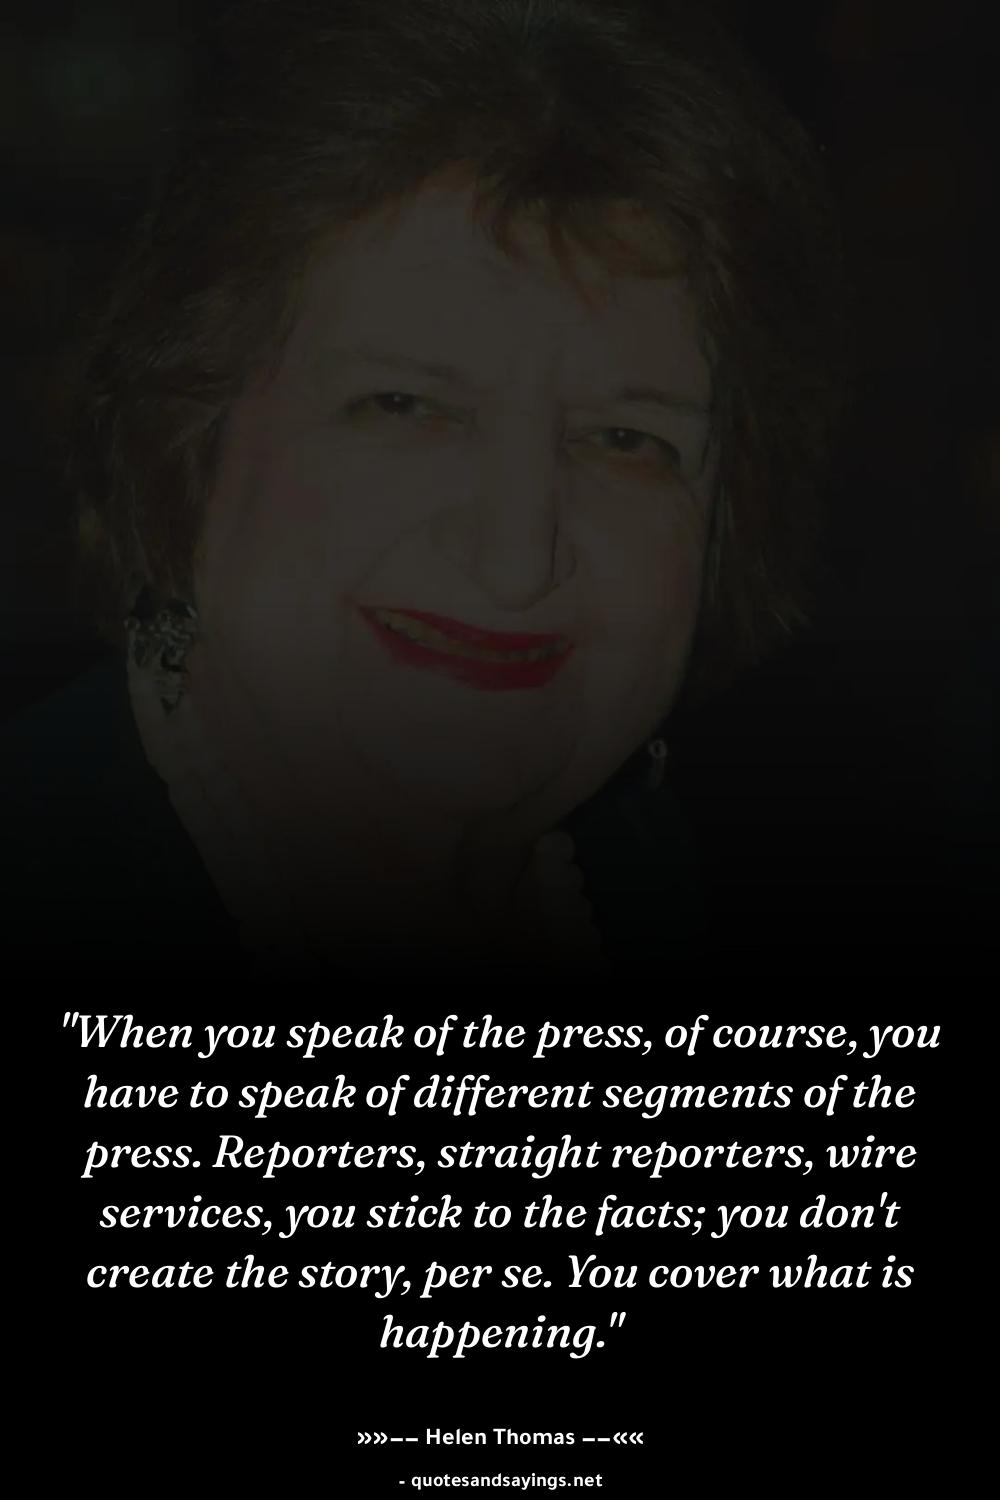 "When you speak of the press, of course, you
have to speak of different segments of the
press. Reporters, straight reporters, wire
services, you stick to the facts; you don't
create the story, per se. You cover what is
happening."
»»−− Helen Thomas −−««
- quotesandsayings.net